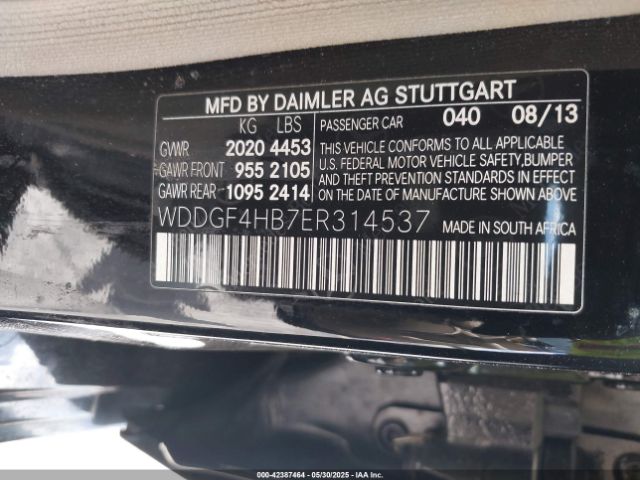 MFD BY DAIMLER AG STUTTGART
KG LBS
GVWR 2020 4453
GAWR FRONT 955 2105
GAWR REAR 1095 2414
PASSENGER CAR 040 08/13
THIS VEHICLE CONFORMS TO ALL APPLICABLE
U.S. FEDERAL MOTOR VEHICLE SAFETY,BUMPER
AND THEFT PREVENTION STANDARDS IN EFFECT
ON THE DATE OF MANUFACTURE SHOWN ABOVE
WDDGF4HB7ER314537 MADE IN SOUTH AFRICA
000-42387464 - 05/30/2025 - IAAI INC.